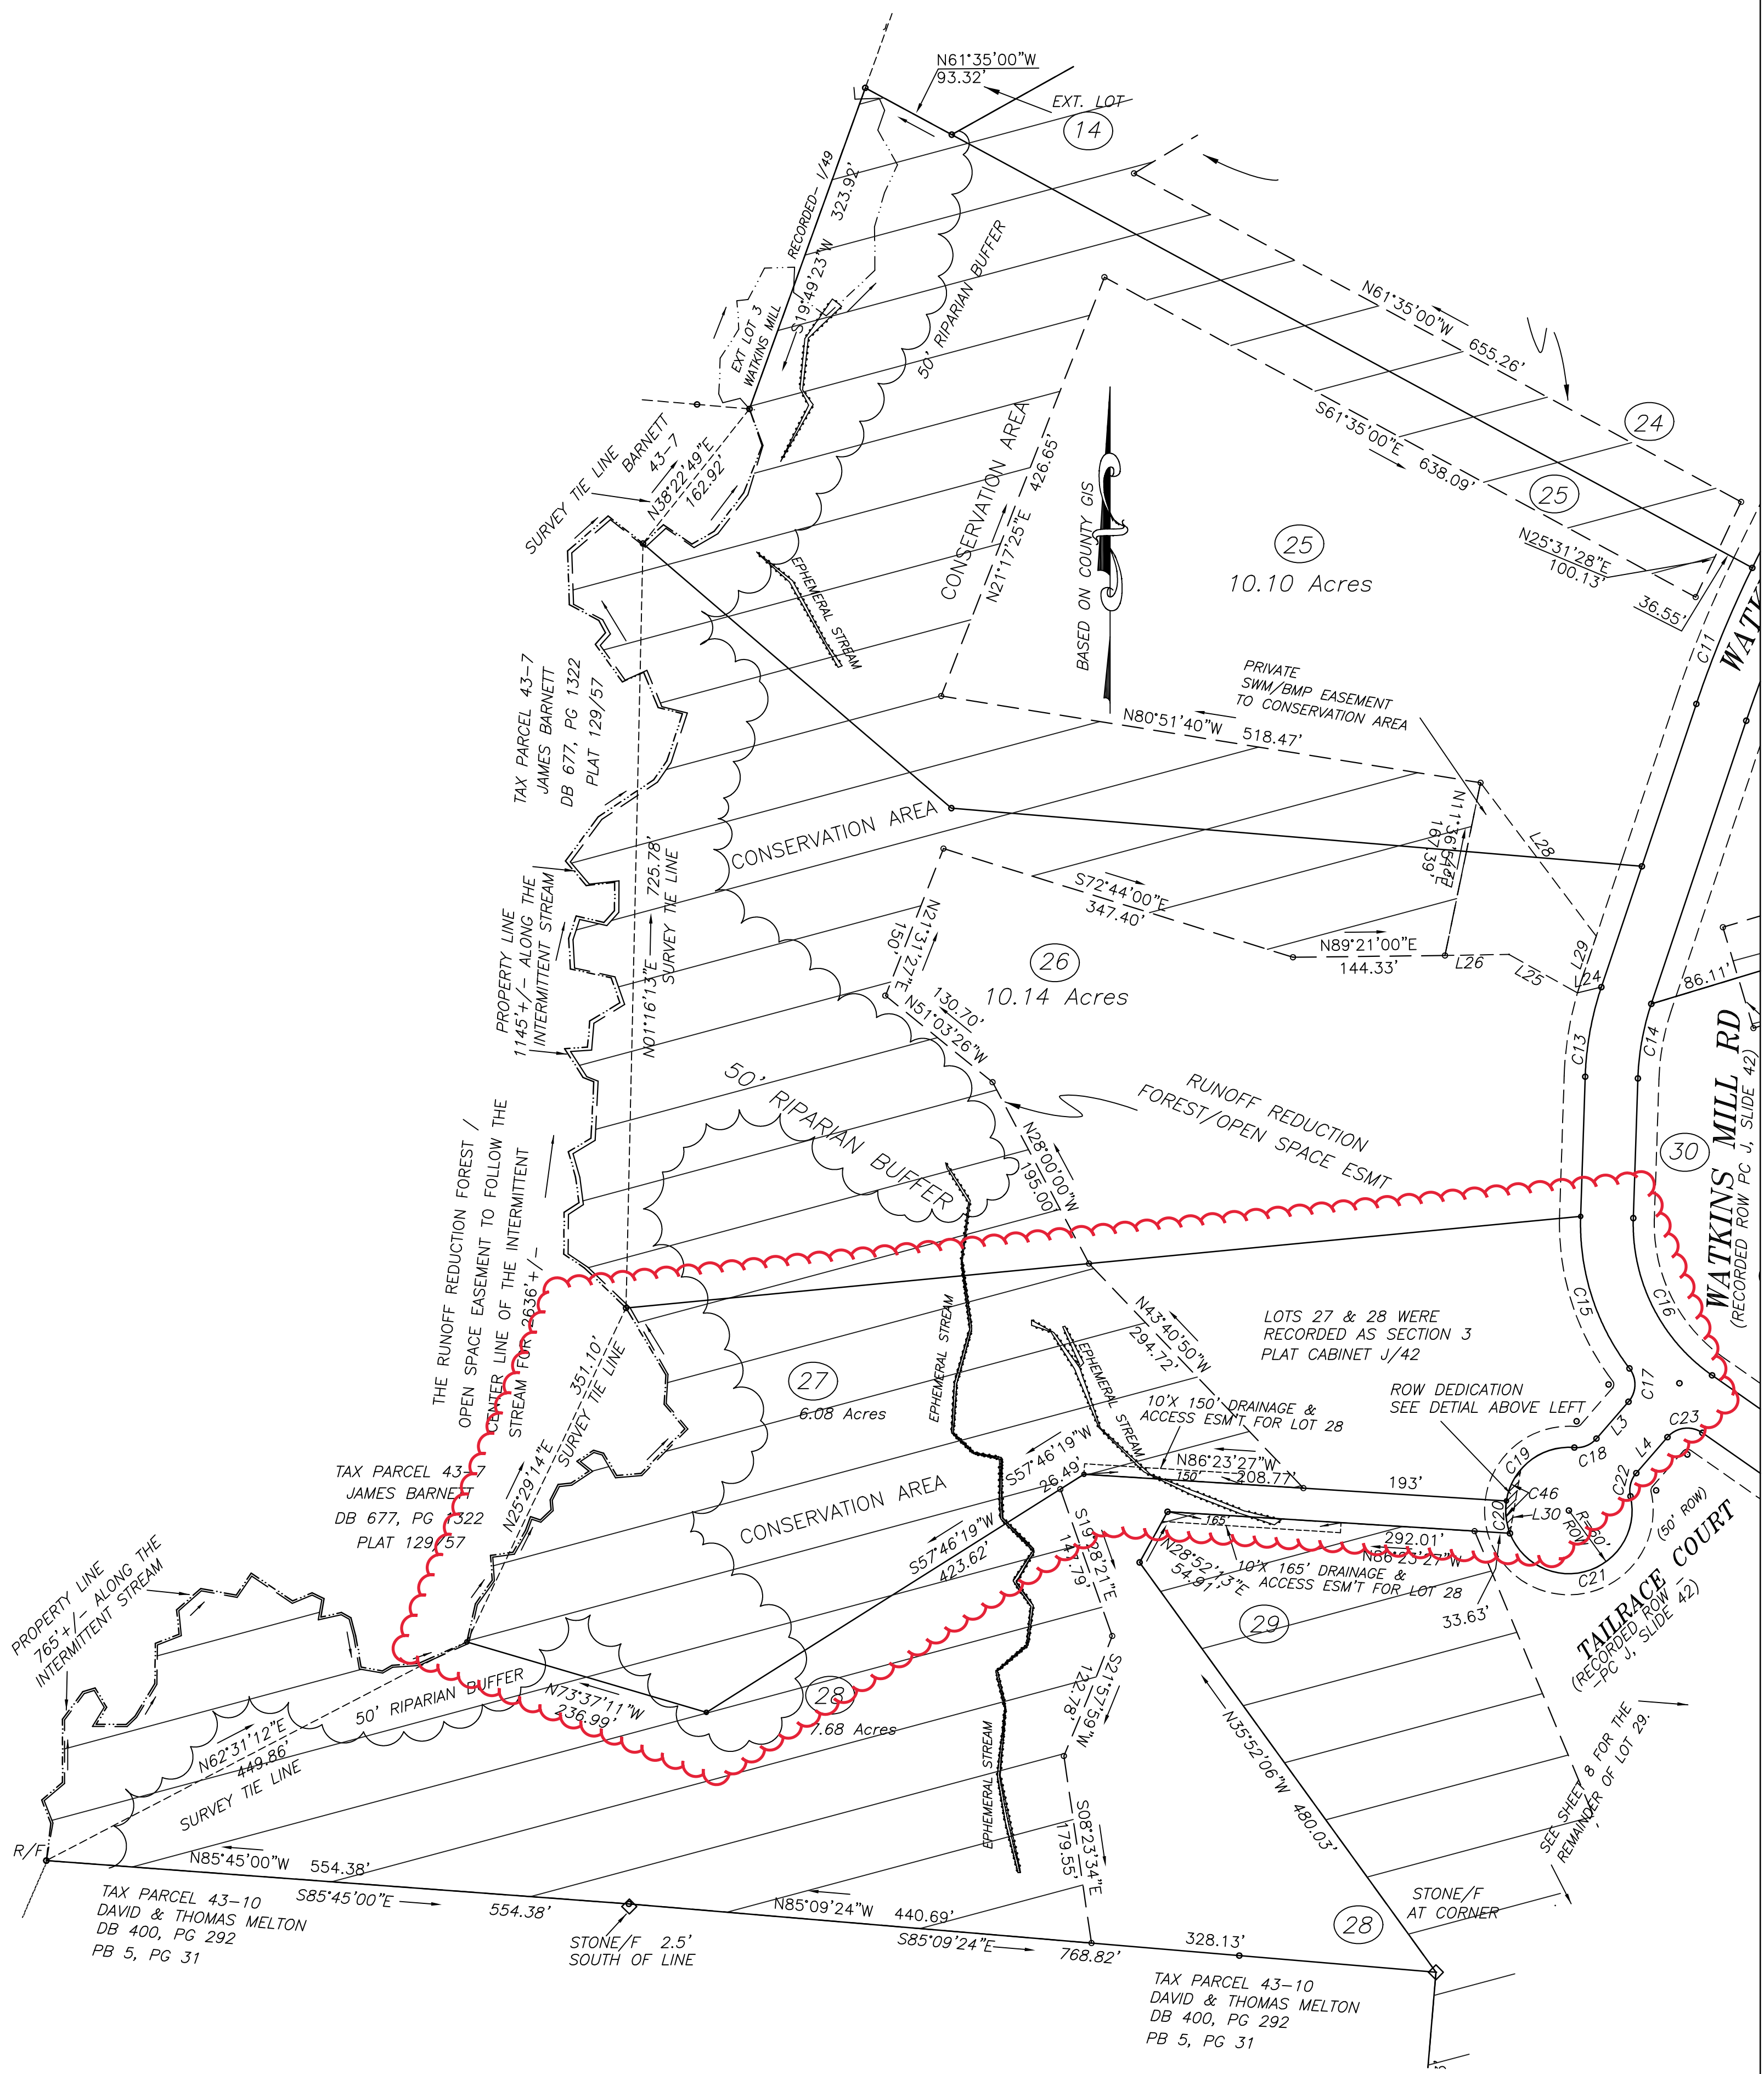 N61°35'00"W
93.32'
EXT. LOT
14
RECORDED- 1/49
S19°49'23"W 323.92'
EXT LOT 3
WATKINS MILL
50' RIPARIAN BUFFER
N61°35'00"W 655.26'
24
S61°35'00"E 638.09'
25
N25°31'28"E
100.13'
36.55'
SURVEY TIE LINE
BARNETT
43-7
N38°22'49"E
162.92'
CONSERVATION AREA
N21°17'25"E 426.65'
BASED ON COUNTY GIS
25
10.10 Acres
EPHEMERAL STREAM
C11
TAX PARCEL 43-7
JAMES BARNETT
DB 677, PG 1322
PLAT 129/57
PRIVATE
SWM/BMP EASEMENT
TO CONSERVATION AREA
N80°51'40"W 518.47'
CONSERVATION AREA
N11°36'54"E
167.39'
L28
S72°44'00"E
347.40'
N21°31'27"E
150'
N89°21'00"E
144.33'
L26
L25
L24
L29
86.11'
26
10.14 Acres
130.70'
N51°03'26"W
PROPERTY LINE
1145'+/- ALONG THE
INTERMITTENT STREAM
N01°16'13"E 725.78'
SURVEY TIE LINE
C13
C14
50' RIPARIAN BUFFER
RUNOFF REDUCTION
FOREST/OPEN SPACE ESMT
N28°00'00"W
195.00'
30
WATKINS MILL RD
(RECORDED ROW PC J, SLIDE 42)
THE RUNOFF REDUCTION FOREST /
OPEN SPACE EASEMENT TO FOLLOW THE
CENTER LINE OF THE INTERMITTENT
STREAM FOR 2636'+/-
351.10'
N25°29'14"E
SURVEY TIE LINE
27
6.08 Acres
EPHEMERAL STREAM
N43°40'50"W
294.72'
EPHEMERAL STREAM
LOTS 27 & 28 WERE
RECORDED AS SECTION 3
PLAT CABINET J/42
C15
C16
C17
ROW DEDICATION
SEE DETIAL ABOVE LEFT
10'X 150' DRAINAGE &
ACCESS ESM'T FOR LOT 28
L3
C18
C19
C23
L4
C22
S57°46'19"W
26.49'
N86°23'27"W
150'
208.77'
193'
C46
L30
C20
R=60'
ROW
TAX PARCEL 43-7
JAMES BARNETT
DB 677, PG 1322
PLAT 129/57
CONSERVATION AREA
S57°46'19"W
423.62'
165'
292.01'
N86°23'27"W
N28°52'13"E
54.91'
10'X 165' DRAINAGE &
ACCESS ESM'T FOR LOT 28
C21
(50' ROW)
TAILRACE COURT
(RECORDED ROW -
PC J, SLIDE 42)
33.63'
29
PROPERTY LINE
765'+/- ALONG THE
INTERMITTENT STREAM
50' RIPARIAN BUFFER
N73°37'11"W
236.99'
28
7.68 Acres
S21°57'59"W
122.78'
N62°31'12"E
449.86'
SURVEY TIE LINE
EPHEMERAL STREAM
S08°23'34"E
179.55'
N35°52'06"W 480.03'
SEE SHEET 8 FOR THE
REMAINDER OF LOT 29.
R/F
N85°45'00"W 554.38'
S85°45'00"E
554.38'
N85°09'24"W 440.69'
S85°09'24"E
768.82'
328.13'
28
STONE/F
AT CORNER
TAX PARCEL 43-10
DAVID & THOMAS MELTON
DB 400, PG 292
PB 5, PG 31
STONE/F 2.5'
SOUTH OF LINE
TAX PARCEL 43-10
DAVID & THOMAS MELTON
DB 400, PG 292
PB 5, PG 31